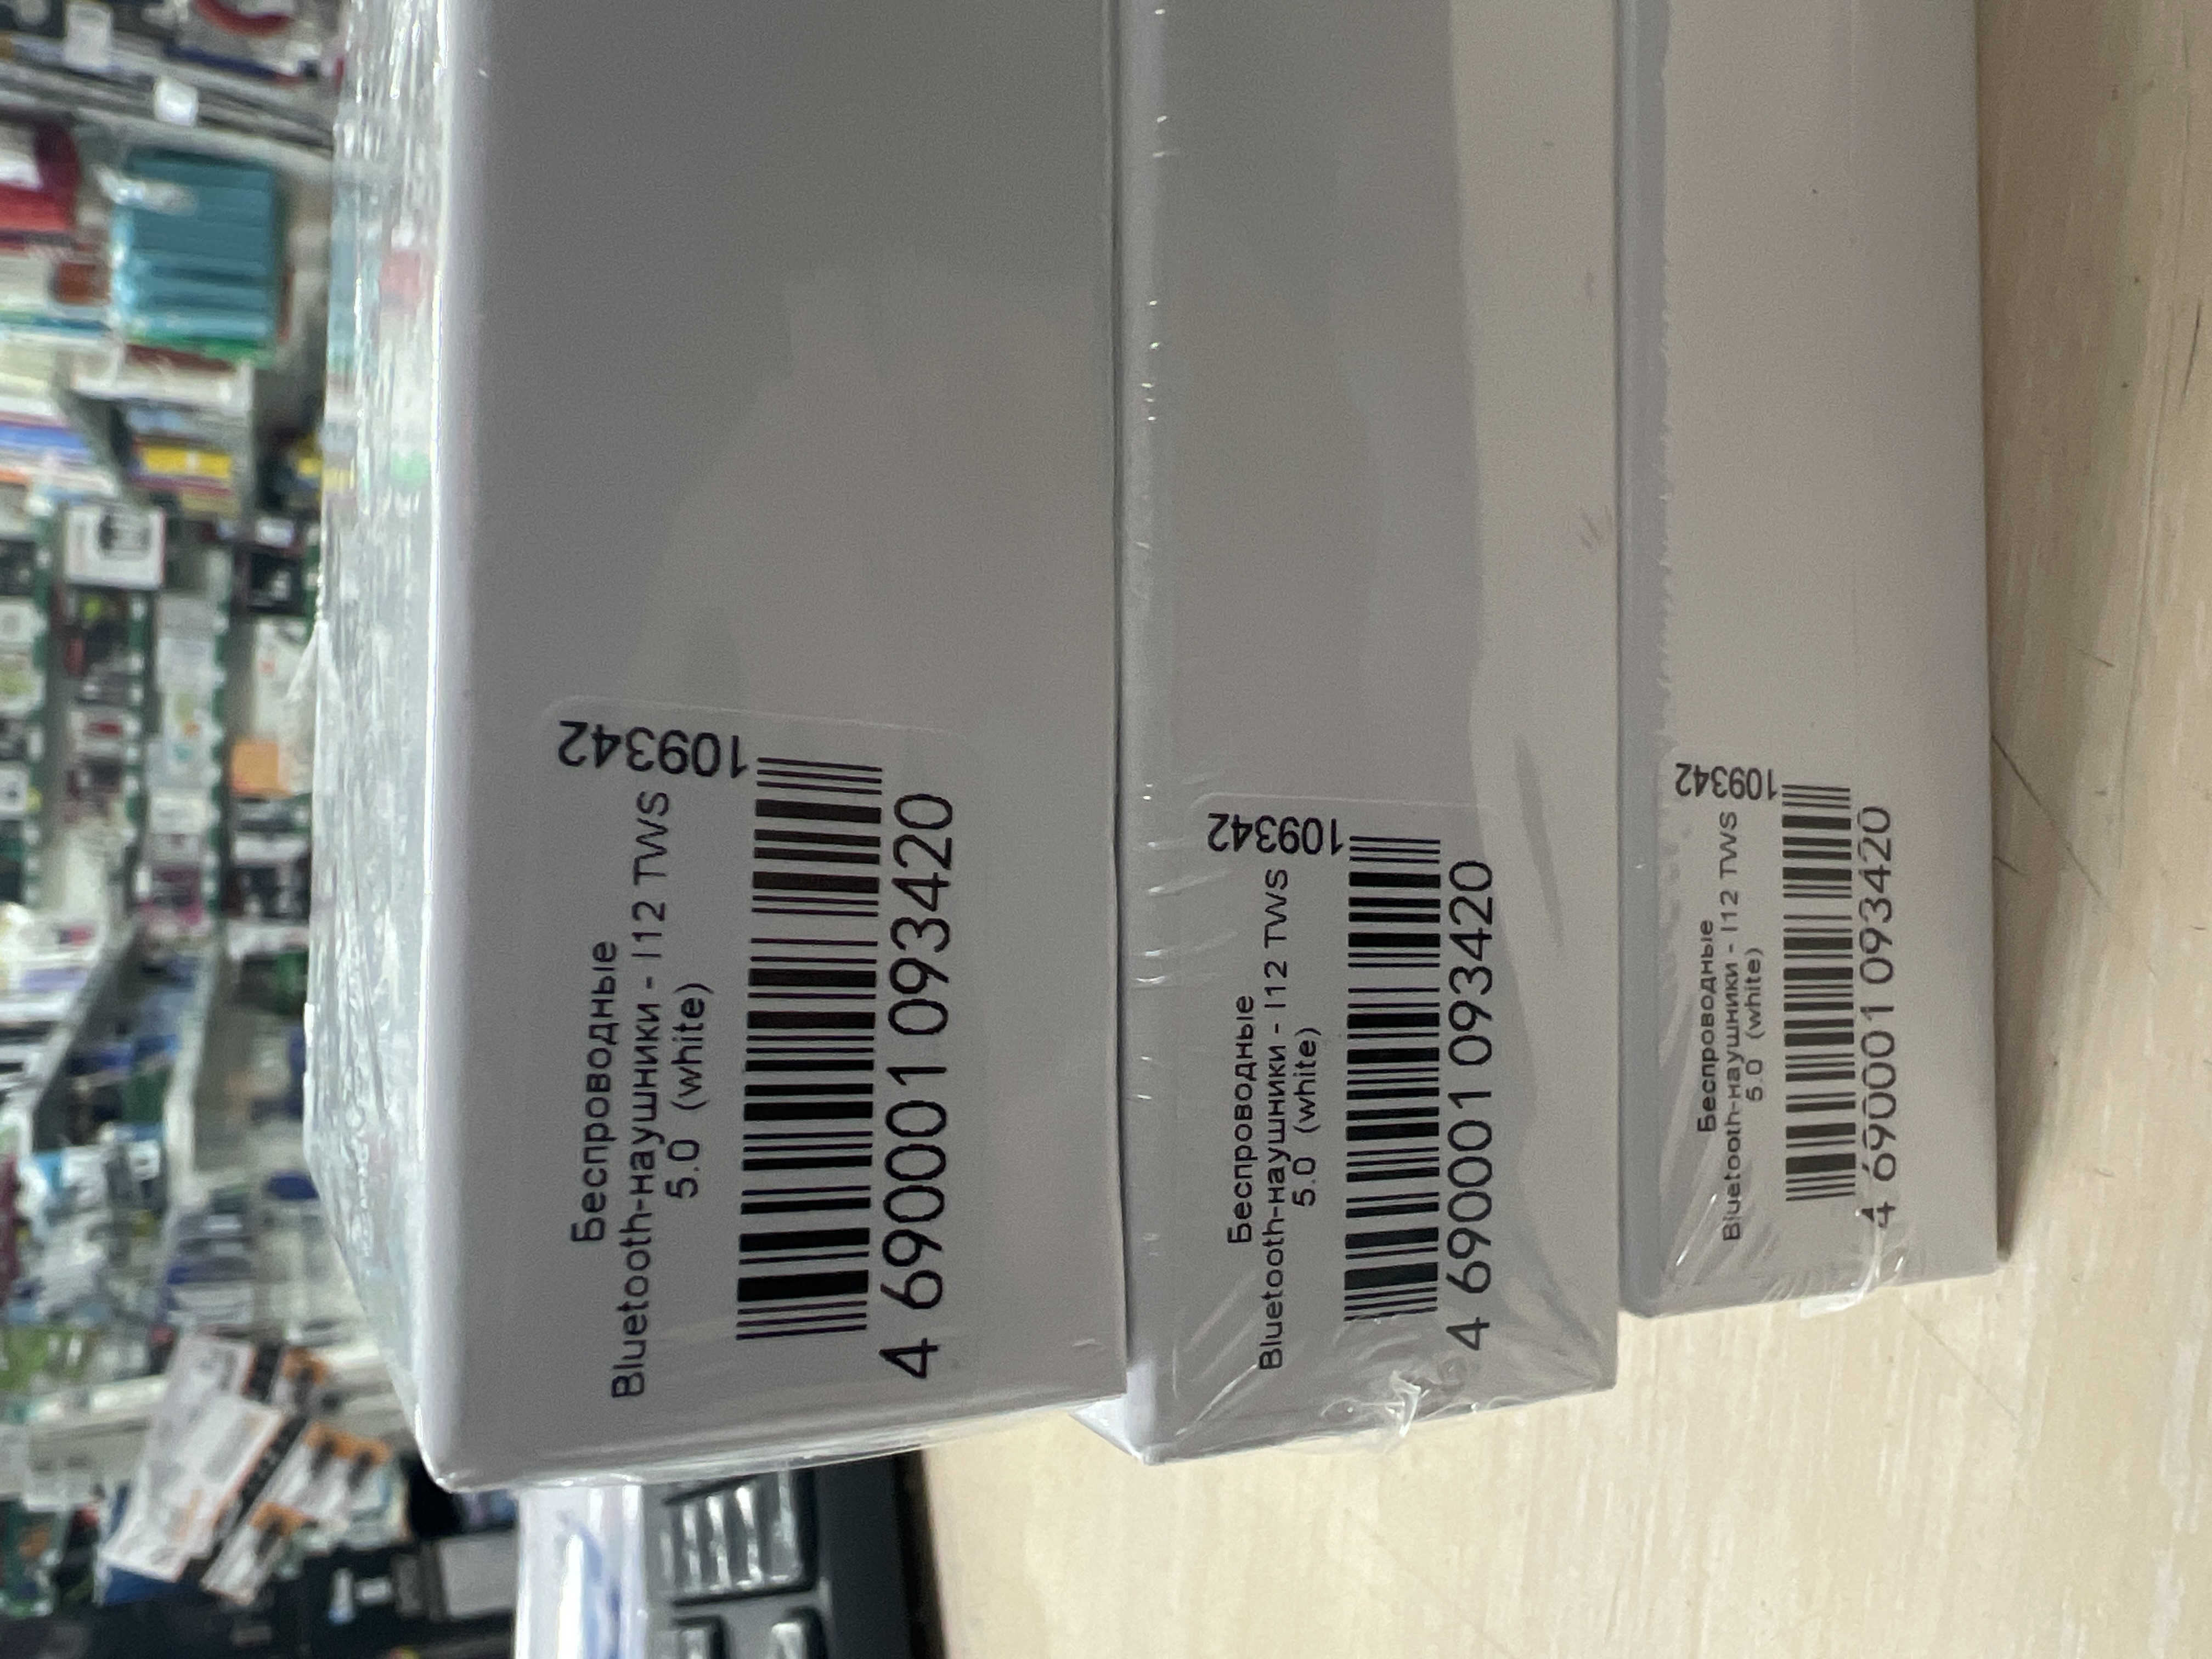 Беспроводные
Bluetooth-наушники - I12 TWS
5.0 (white)
109342
4 690001 093420
Беспроводные
Bluetooth-наушники - I12 TWS
5.0 (white)
109342
4 690001 093420
Беспроводные
Bluetooth-наушники - I12 TWS
5.0 (white)
109342
4 690001 093420